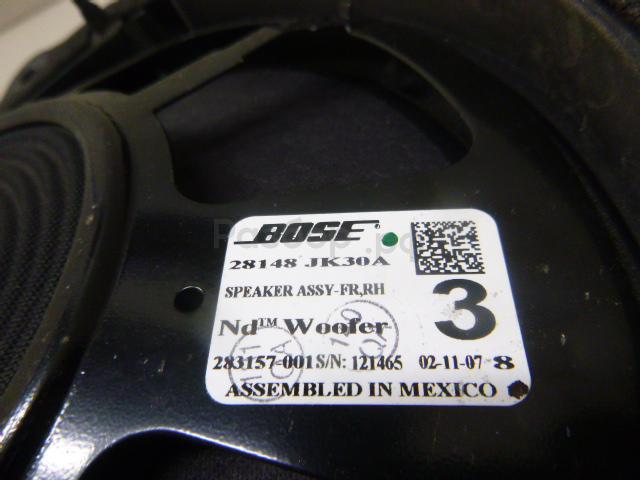 BOSE
28148 JK30A
SPEAKER ASSY-FR,RH
3
Nd™ Woofer
283157-001 S/N: 121465 02-11-07 8
ASSEMBLED IN MEXICO